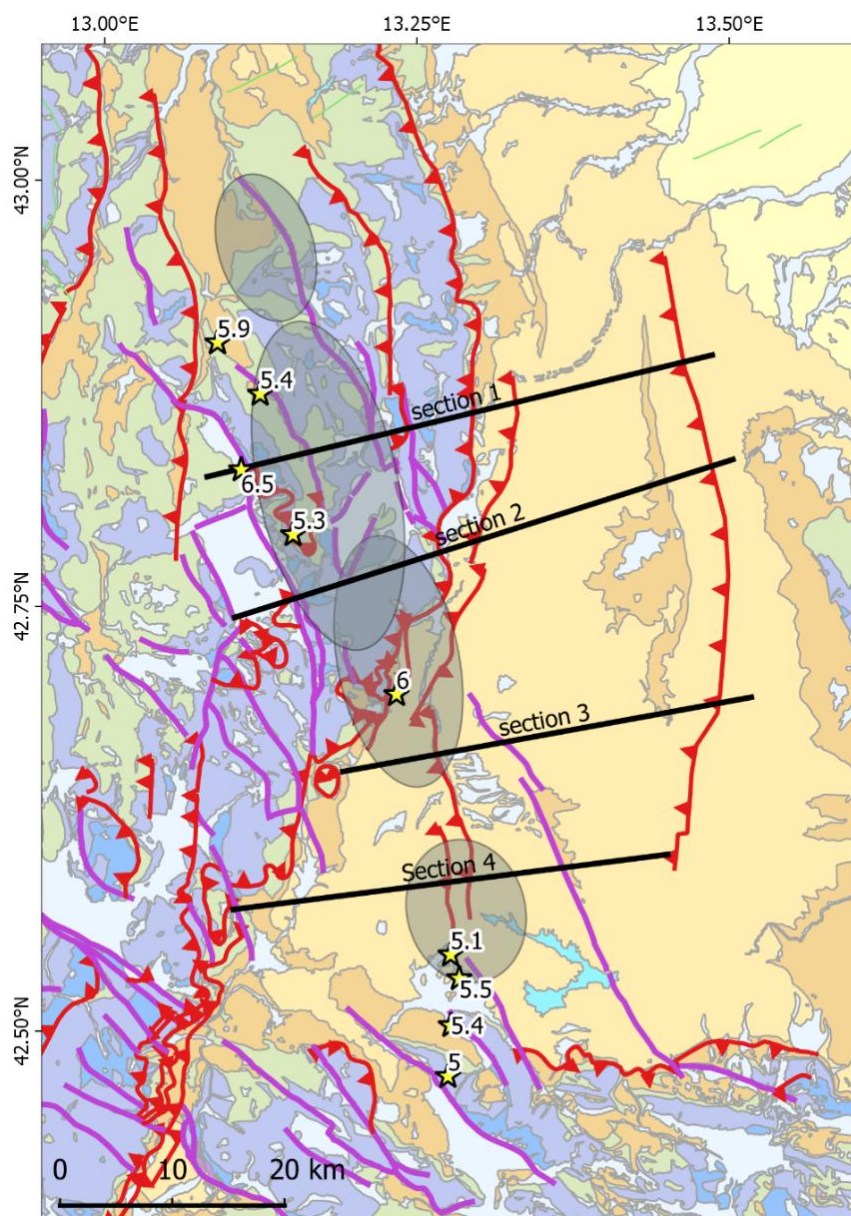 13.00°E 13.25°E 13.50°E
43.00°N
5.9
5.4
section 1
6.5
5.3
section 2
42.75°N
6
section 3
Section 4
5.1
5.5
5.4
42.50°N
5
0 10 20 km